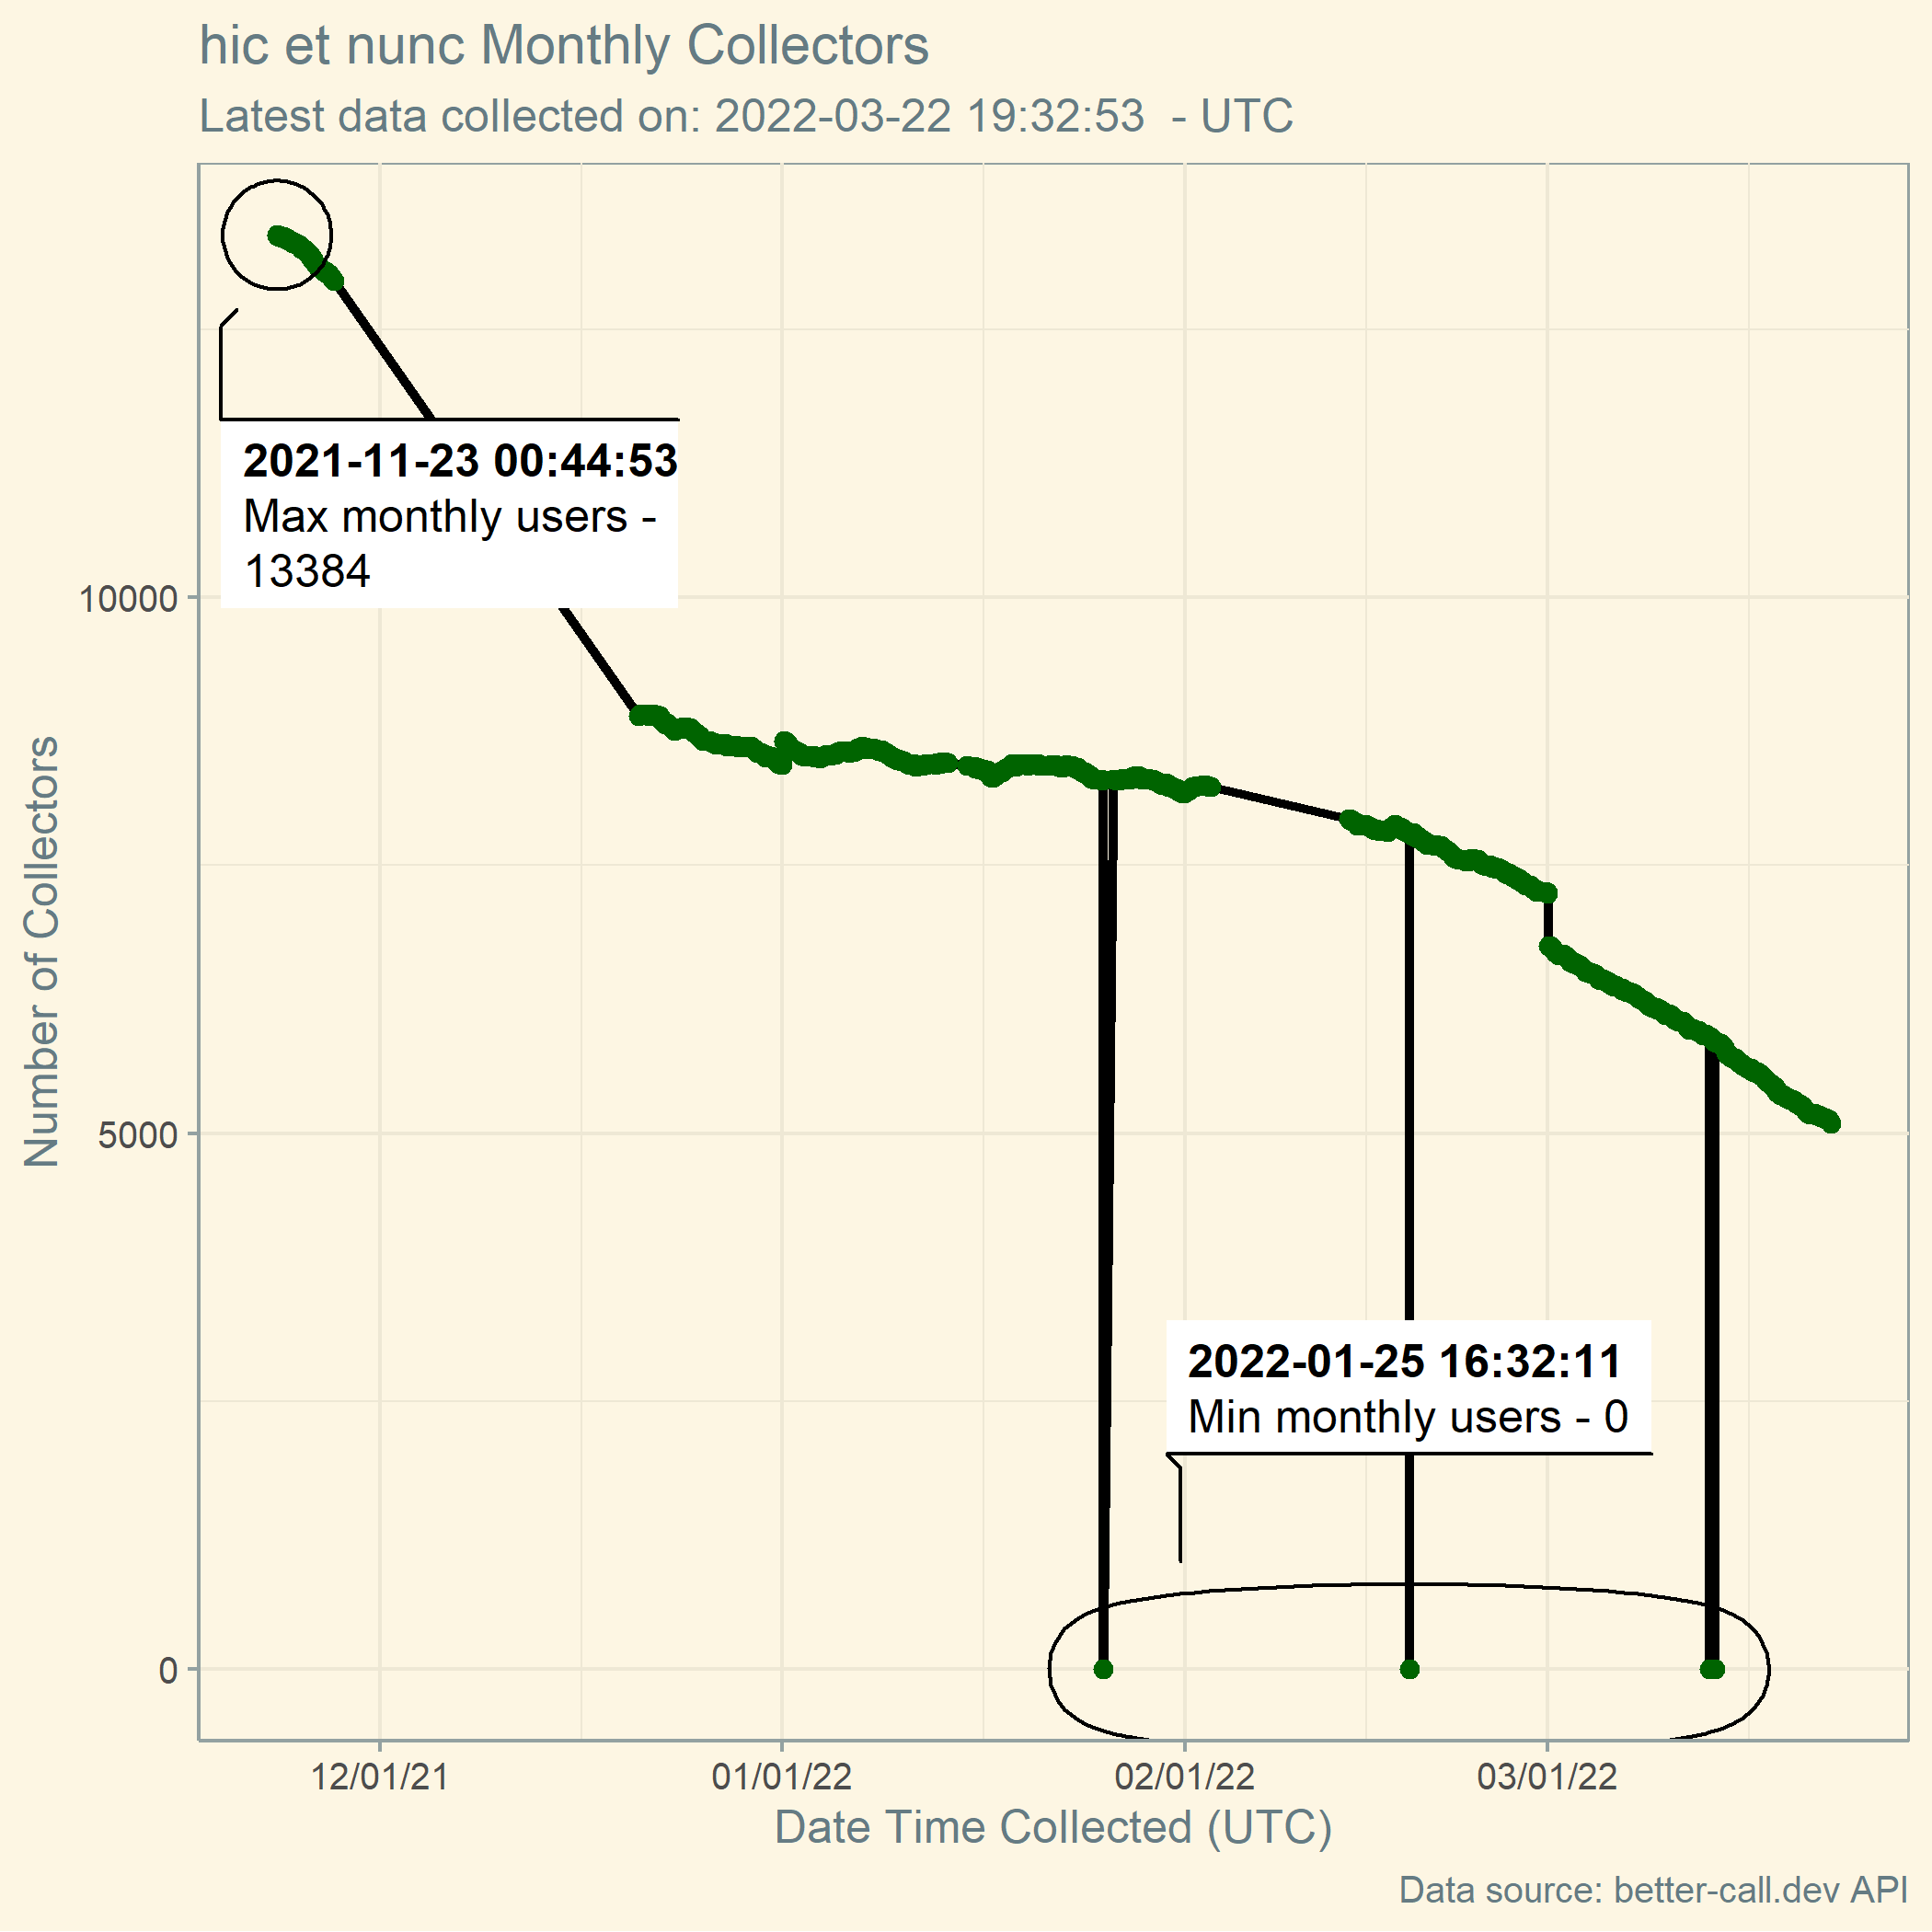 hic et nunc Monthly Collectors
Latest data collected on: 2022-03-22 19:32:53  - UTC
Number of Collectors
10000
5000
0
2021-11-23 00:44:53
Max monthly users -
13384
2022-01-25 16:32:11
Min monthly users - 0
12/01/21
01/01/22
02/01/22
03/01/22
Date Time Collected (UTC)
Data source: better-call.dev API